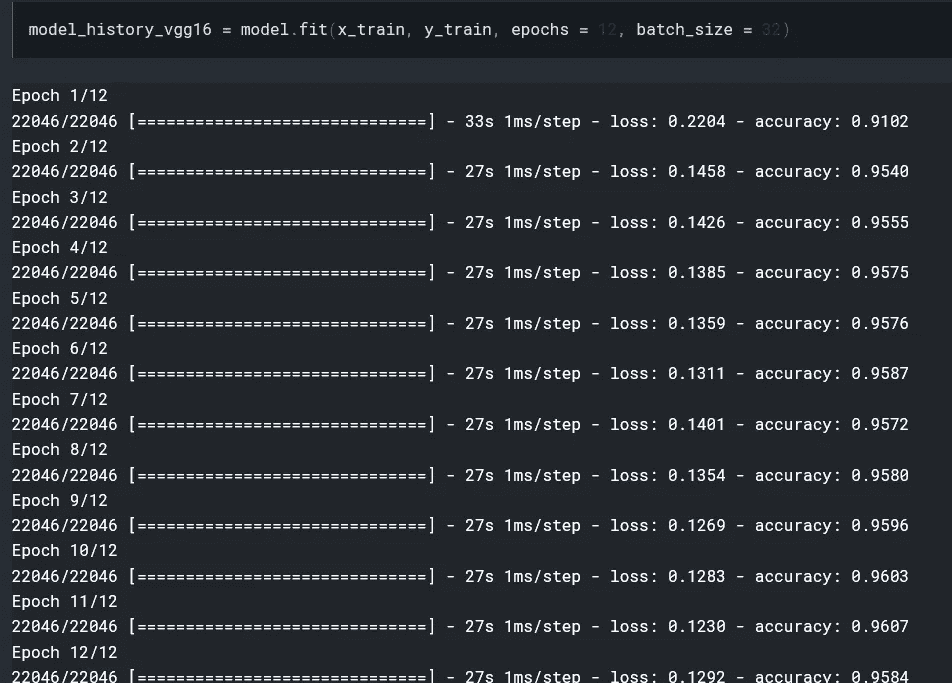 model_history_vgg16 = model.fit(x_train, y_train, epochs = 12, batch_size = 32)
Epoch 1/12
22046/22046 [==============================] - 33s 1ms/step - loss: 0.2204 - accuracy: 0.9102
Epoch 2/12
22046/22046 [==============================] - 27s 1ms/step - loss: 0.1458 - accuracy: 0.9540
Epoch 3/12
22046/22046 [==============================] - 27s 1ms/step - loss: 0.1426 - accuracy: 0.9555
Epoch 4/12
22046/22046 [==============================] - 27s 1ms/step - loss: 0.1385 - accuracy: 0.9575
Epoch 5/12
22046/22046 [==============================] - 27s 1ms/step - loss: 0.1359 - accuracy: 0.9576
Epoch 6/12
22046/22046 [==============================] - 27s 1ms/step - loss: 0.1311 - accuracy: 0.9587
Epoch 7/12
22046/22046 [==============================] - 27s 1ms/step - loss: 0.1401 - accuracy: 0.9572
Epoch 8/12
22046/22046 [==============================] - 27s 1ms/step - loss: 0.1354 - accuracy: 0.9580
Epoch 9/12
22046/22046 [==============================] - 27s 1ms/step - loss: 0.1269 - accuracy: 0.9596
Epoch 10/12
22046/22046 [==============================] - 27s 1ms/step - loss: 0.1283 - accuracy: 0.9603
Epoch 11/12
22046/22046 [==============================] - 27s 1ms/step - loss: 0.1230 - accuracy: 0.9607
Epoch 12/12
22046/22046 [==============================] - 27s 1ms/step - loss: 0.1292 - accuracy: 0.9584